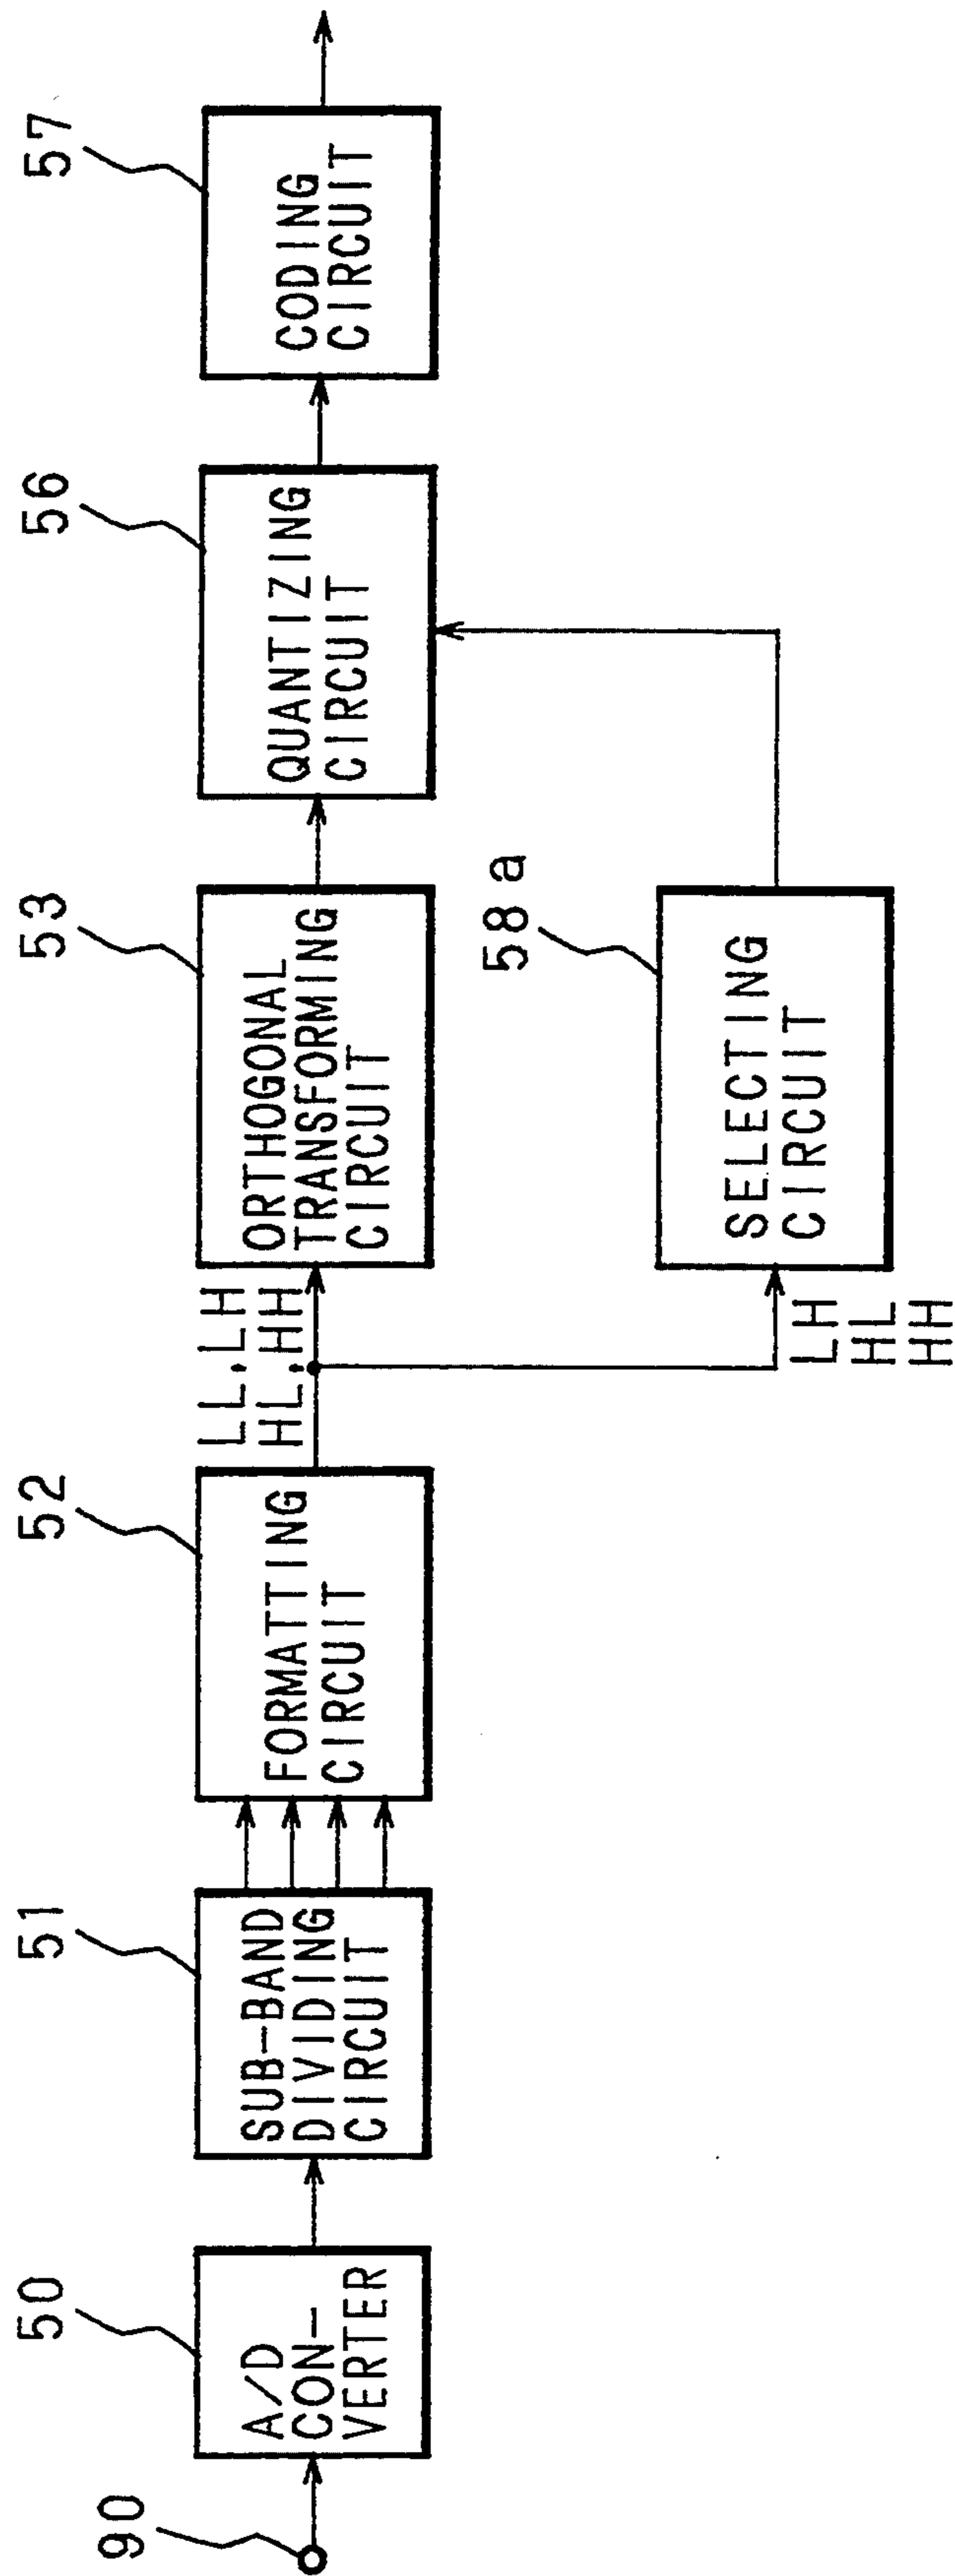 90
50
A/D
CON-
VERTER
51
SUB-BAND
DIVIDING
CIRCUIT
52
FORMATTING
CIRCUIT
LL,LH
HL,HH
53
ORTHOGONAL
TRANSFORMING
CIRCUIT
LH
HL
HH
58 a
SELECTING
CIRCUIT
56
QUANTIZING
CIRCUIT
57
CODING
CIRCUIT